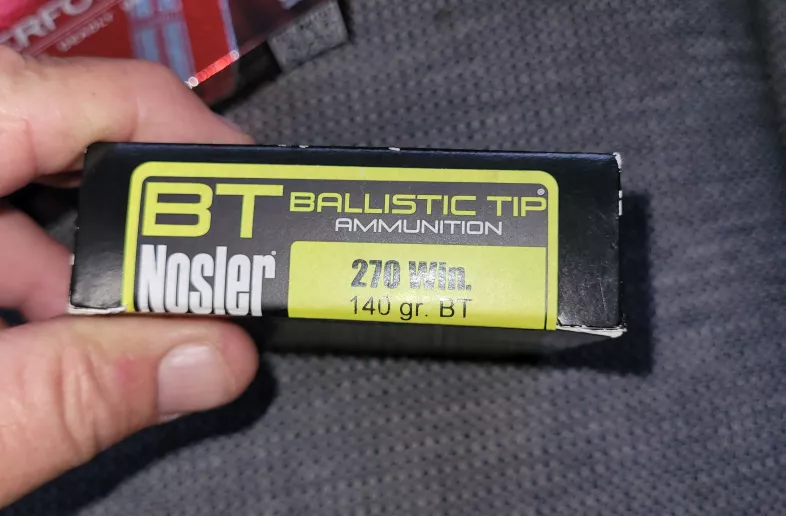 BT BALLISTIC TIP®
AMMUNITION
Nosler®
270 Win.
140 gr. BT